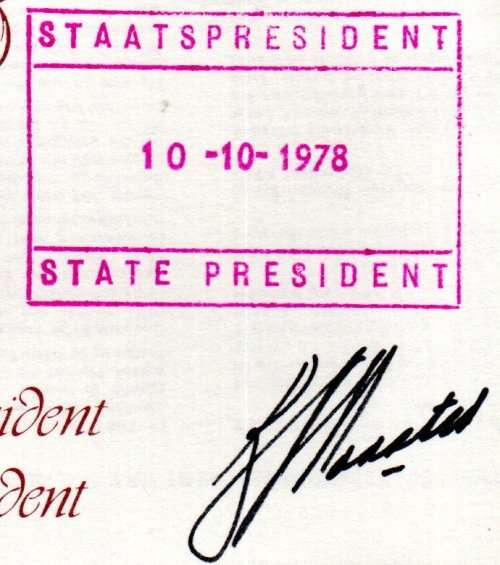 STAATSPRESIDENT
10 -10- 1978
STATE PRESIDENT
ident
dent